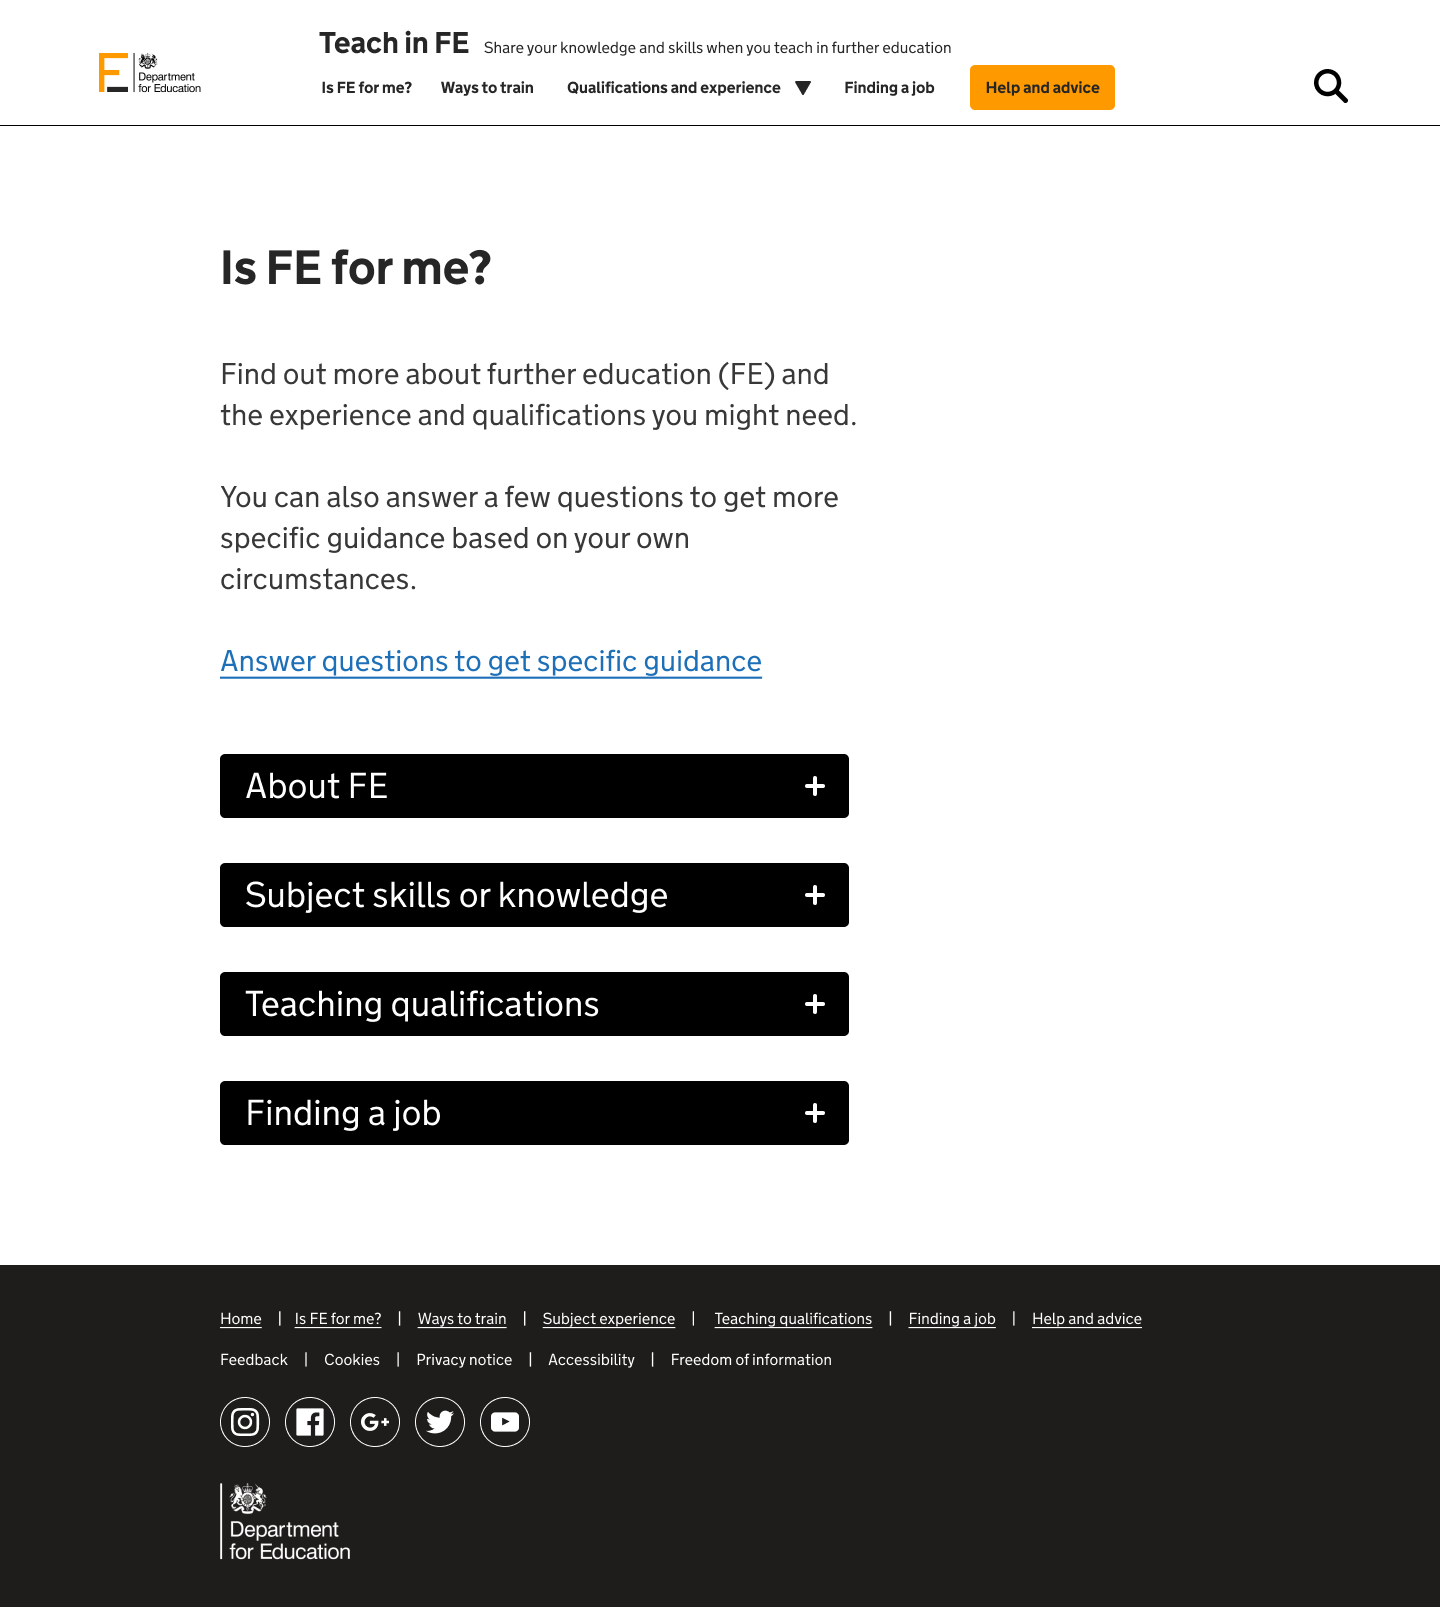 Teach in FE Share your knowledge and skills when you teach in further education
Department
for Education
Is FE for me? Ways to train Qualifications and experience Finding a job Help and advice
Is FE for me?
Find out more about further education (FE) and
the experience and qualifications you might need.
You can also answer a few questions to get more
specific guidance based on your own
circumstances.
Answer questions to get specific guidance
About FE
Subject skills or knowledge
Teaching qualifications
Finding a job
Home | Is FE for me? | Ways to train | Subject experience | Teaching qualifications | Finding a job | Help and advice
Feedback | Cookies | Privacy notice | Accessibility | Freedom of information
Department
for Education